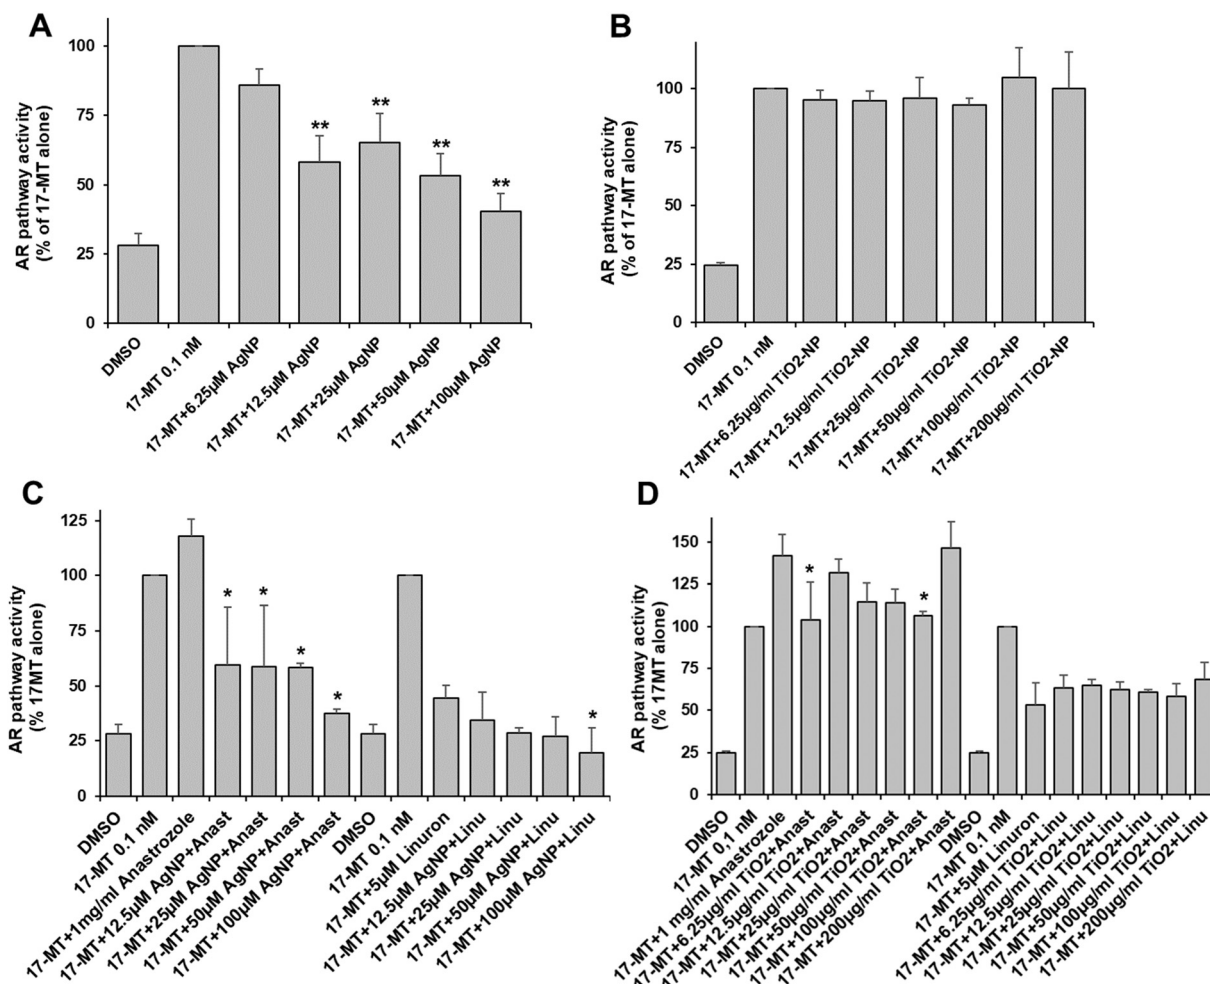 A
AR pathway activity
(% of 17-MT alone)
100
75
50
25
0
**
**
**
**
DMSO
17-MT 0.1 nM
17-MT+6.25µM AgNP
17-MT+12.5µM AgNP
17-MT+25µM AgNP
17-MT+50µM AgNP
17-MT+100µM AgNP
B
AR pathway activity
(% of 17-MT alone)
100
75
50
25
0
DMSO
17-MT 0.1 nM
17-MT+6.25µg/ml TiO2-NP
17-MT+12.5µg/ml TiO2-NP
17-MT+25µg/ml TiO2-NP
17-MT+50µg/ml TiO2-NP
17-MT+100µg/ml TiO2-NP
17-MT+200µg/ml TiO2-NP
C
AR pathway activity
(% 17MT alone)
125
100
75
50
25
0
*
*
*
*
*
DMSO
17-MT 0.1 nM
17-MT+1mg/ml Anastrozole
17-MT+12.5µM AgNP+Anast
17-MT+25µM AgNP+Anast
17-MT+50µM AgNP+Anast
17-MT+100µM AgNP+Anast
DMSO
17-MT 0.1 nM
17-MT+5µM Linuron
17-MT+12.5µM AgNP+Linu
17-MT+25µM AgNP+Linu
17-MT+50µM AgNP+Linu
17-MT+100µM AgNP+Linu
D
AR pathway activity
(% 17MT alone)
150
125
100
75
50
25
0
*
*
DMSO
17-MT 0,1 nM
17-MT+1 mg/ml Anastrozole
17-MT+6.25µg/ml TiO2+Anast
17-MT+12.5µg/ml TiO2+Anast
17-MT+25µg/ml TiO2+Anast
17-MT+50µg/ml TiO2+Anast
17-MT+100µg/ml TiO2+Anast
17-MT+200µg/ml TiO2+Anast
DMSO
17-MT 0.1 nM
17-MT+5µM Linuron
17-MT+6.25µg/ml TiO2+Linu
17-MT+12.5µg/ml TiO2+Linu
17-MT+25µg/ml TiO2+Linu
17-MT+50µg/ml TiO2+Linu
17-MT+100µg/ml TiO2+Linu
17-MT+200µg/ml TiO2+Linu